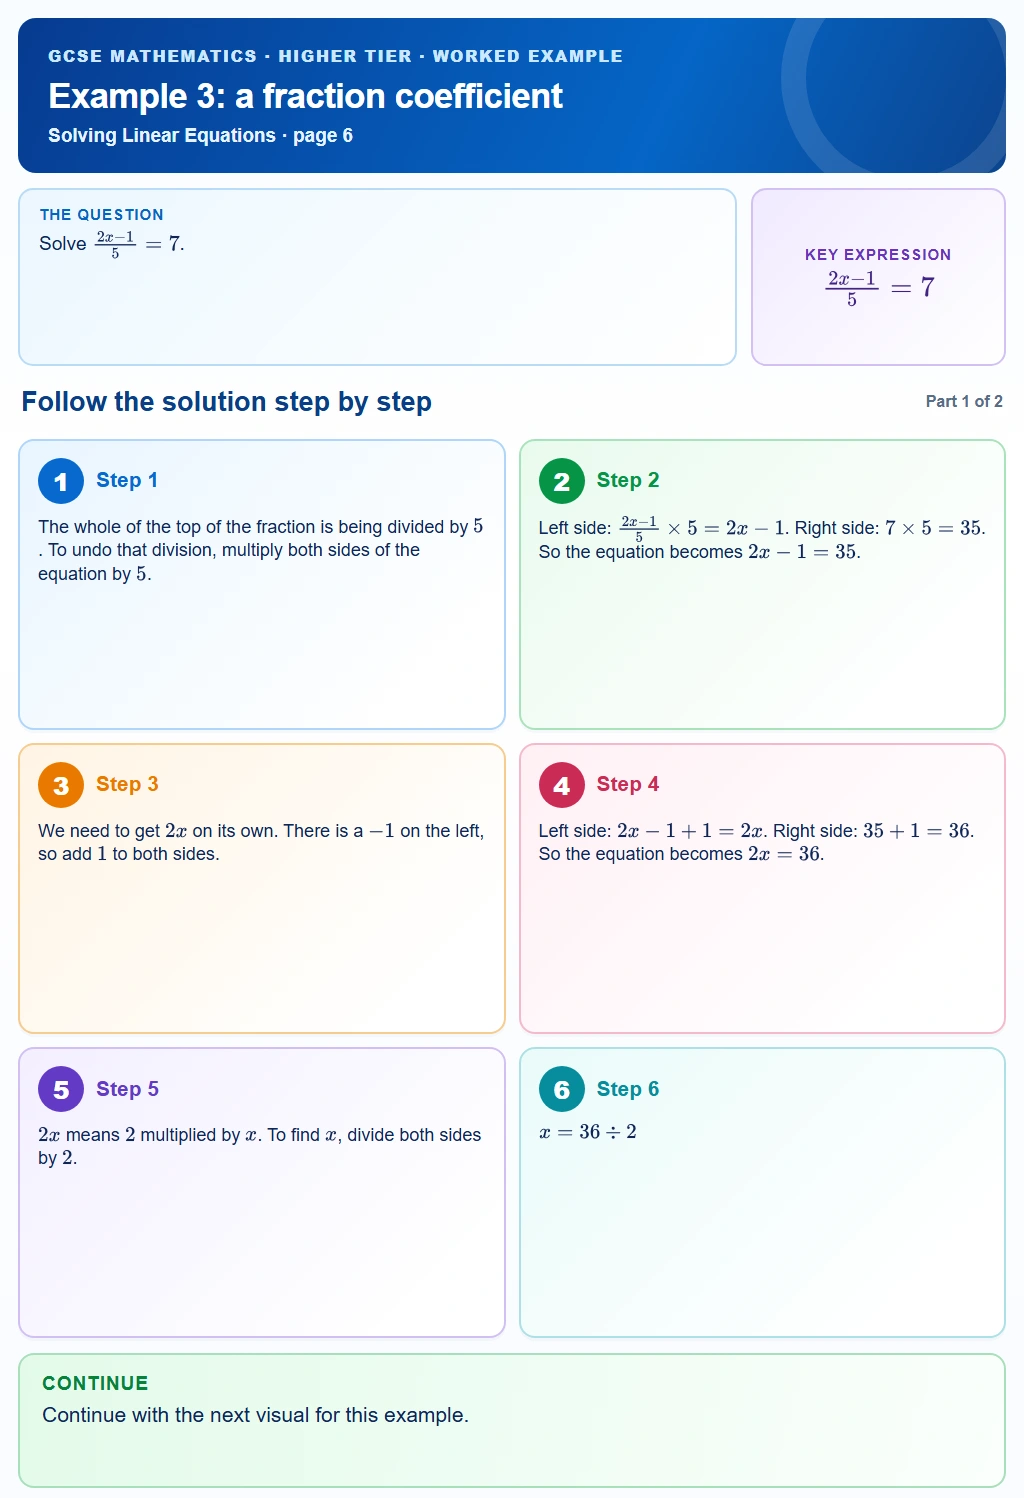 GCSE MATHEMATICS · HIGHER TIER · WORKED EXAMPLE
Example 3: a fraction coefficient
Solving Linear Equations · page 6
THE QUESTION
Solve \frac{2x-1}{5} = 7.
KEY EXPRESSION
\frac{2x-1}{5} = 7
Follow the solution step by step
Part 1 of 2
1 Step 1
The whole of the top of the fraction is being divided by 5
. To undo that division, multiply both sides of the
equation by 5.
2 Step 2
Left side: \frac{2x-1}{5} × 5 = 2x − 1. Right side: 7 × 5 = 35.
So the equation becomes 2x − 1 = 35.
3 Step 3
We need to get 2x on its own. There is a −1 on the left,
so add 1 to both sides.
4 Step 4
Left side: 2x − 1 + 1 = 2x. Right side: 35 + 1 = 36.
So the equation becomes 2x = 36.
5 Step 5
2x means 2 multiplied by x. To find x, divide both sides
by 2.
6 Step 6
x = 36 ÷ 2
CONTINUE
Continue with the next visual for this example.